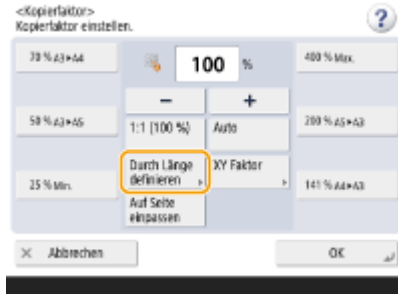 <Kopierfaktor>
Kopierfaktor einstellen.
?
70 % A3▸A4
100 %
400 % Max.
− +
50 % A3▸A5
1:1 (100 %)
Auto
200 % A5▸A3
Durch Länge
definieren
XY Faktor
25 % Min.
141 % A4▸A3
Auf Seite
einpassen
× Abbrechen
OK